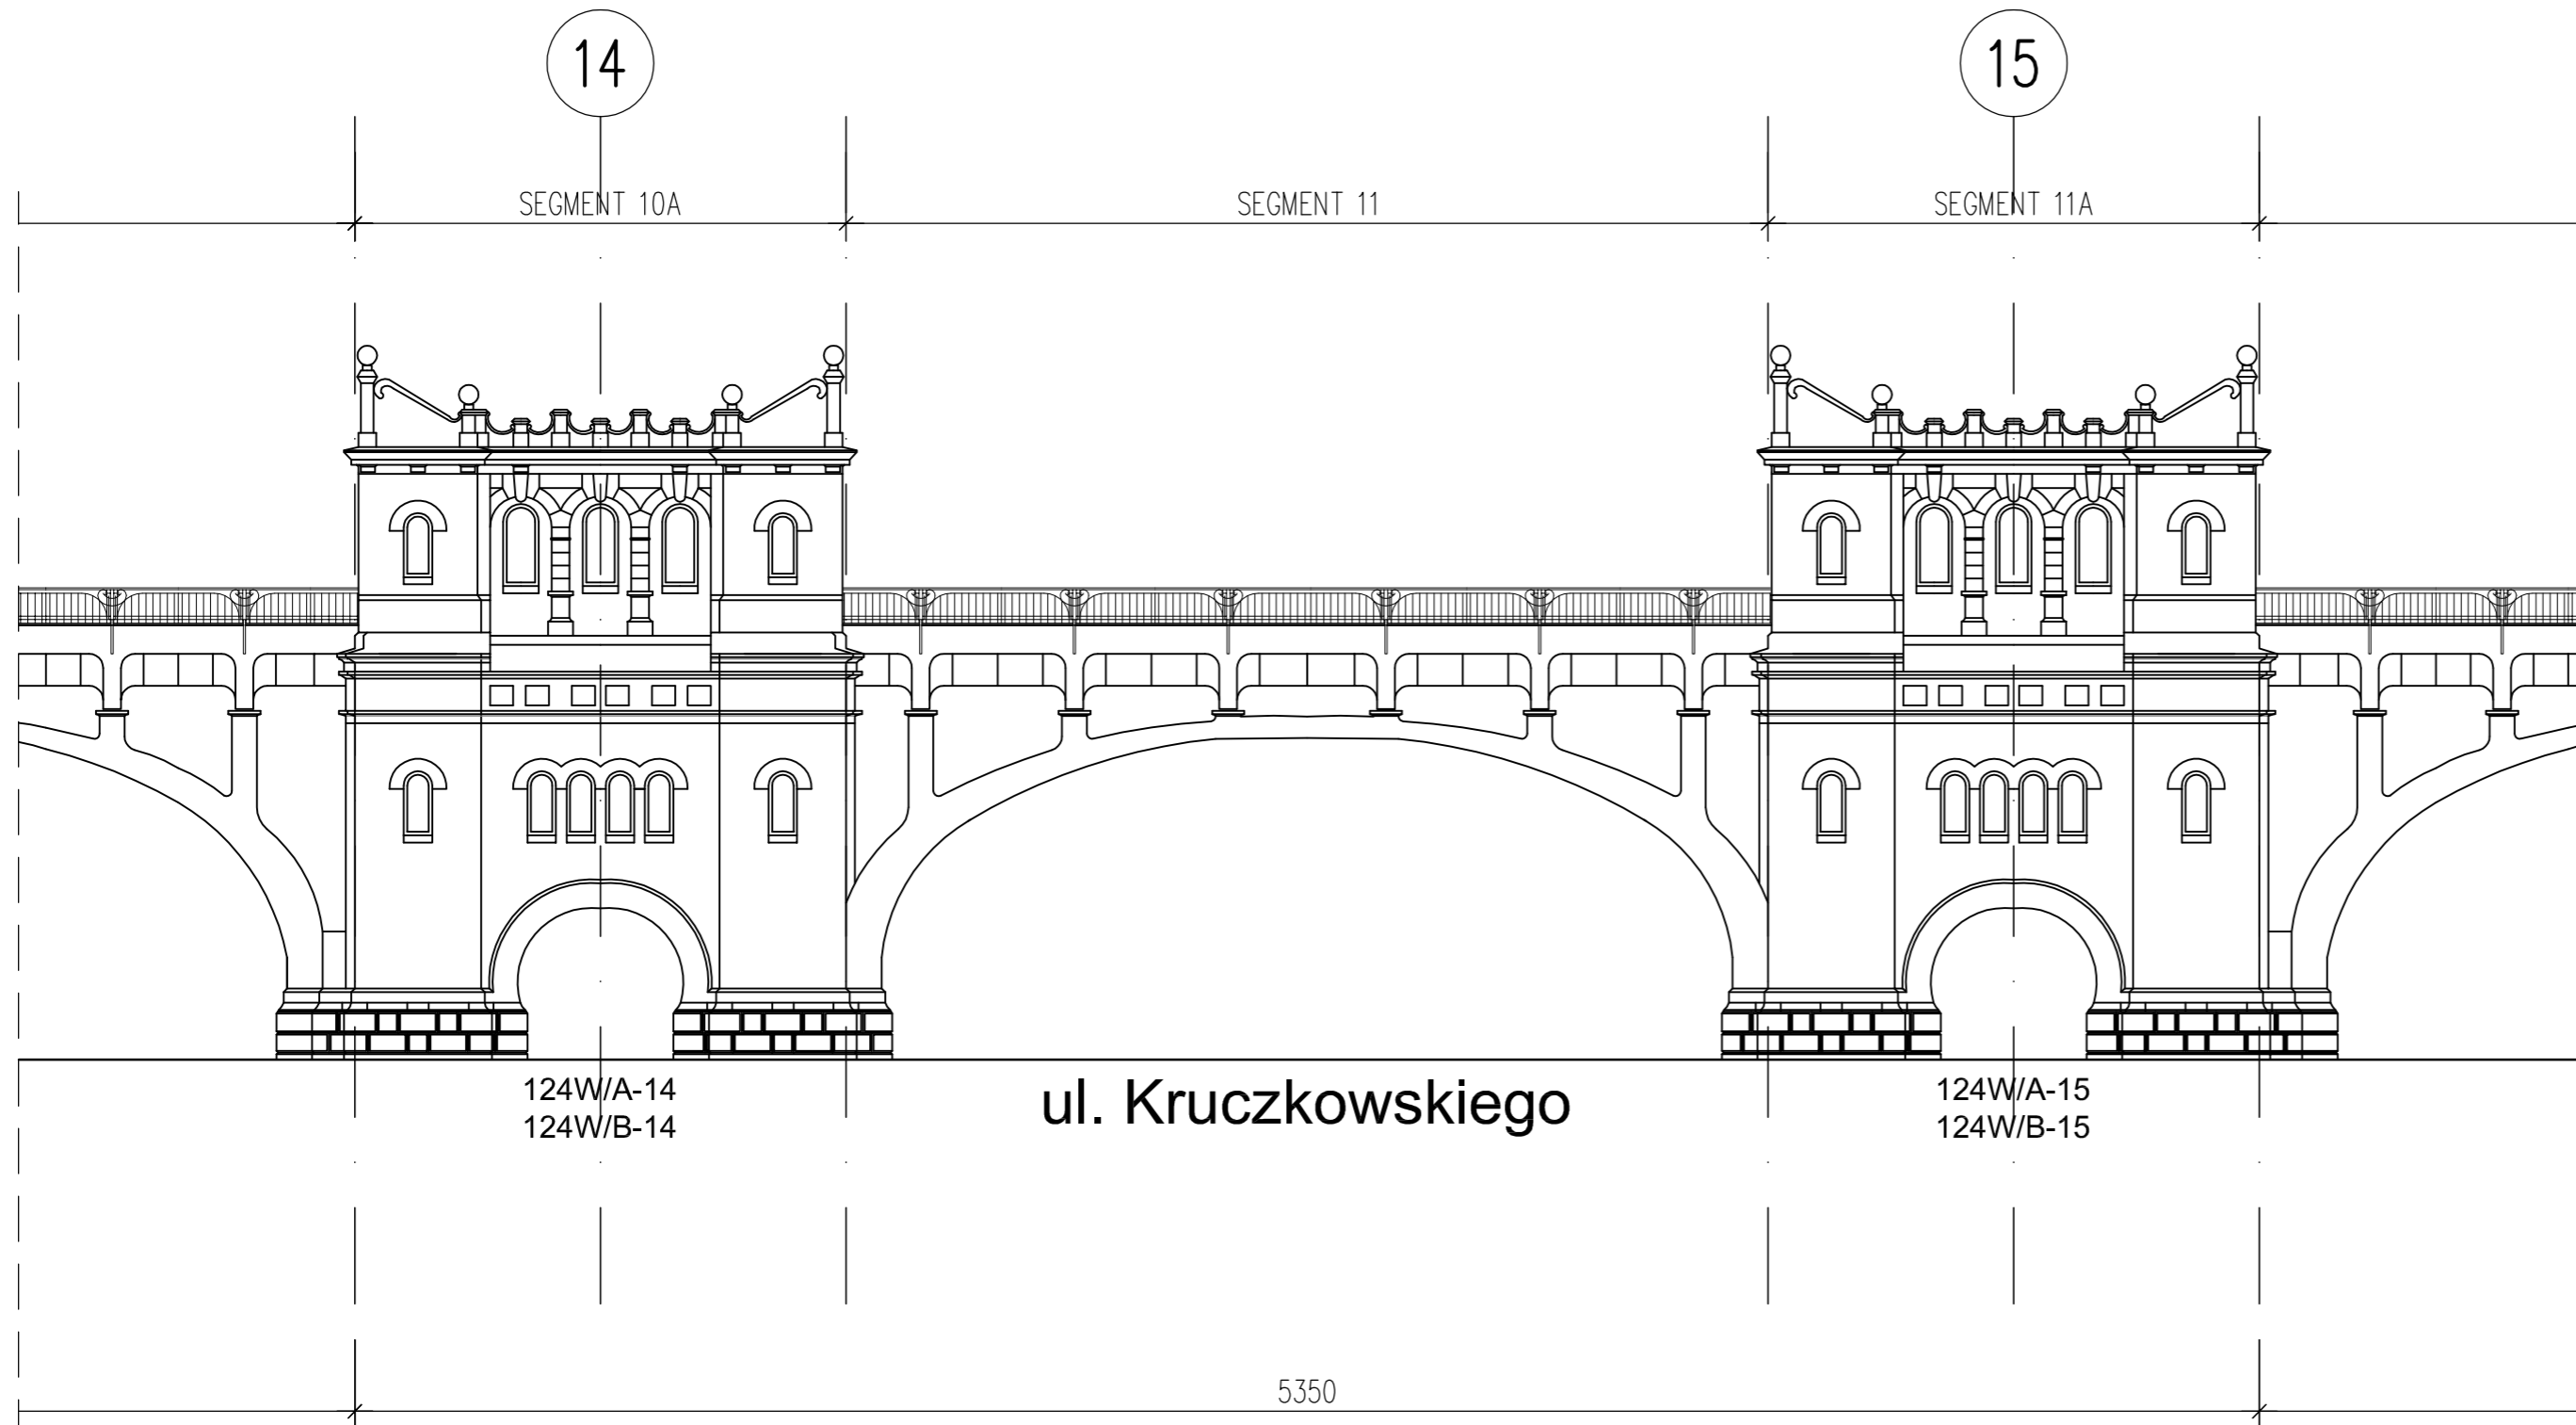 14
15
SEGMENT 10A
SEGMENT 11
SEGMENT 11A
124W/A-14
124W/B-14
ul. Kruczkowskiego
124W/A-15
124W/B-15
5350